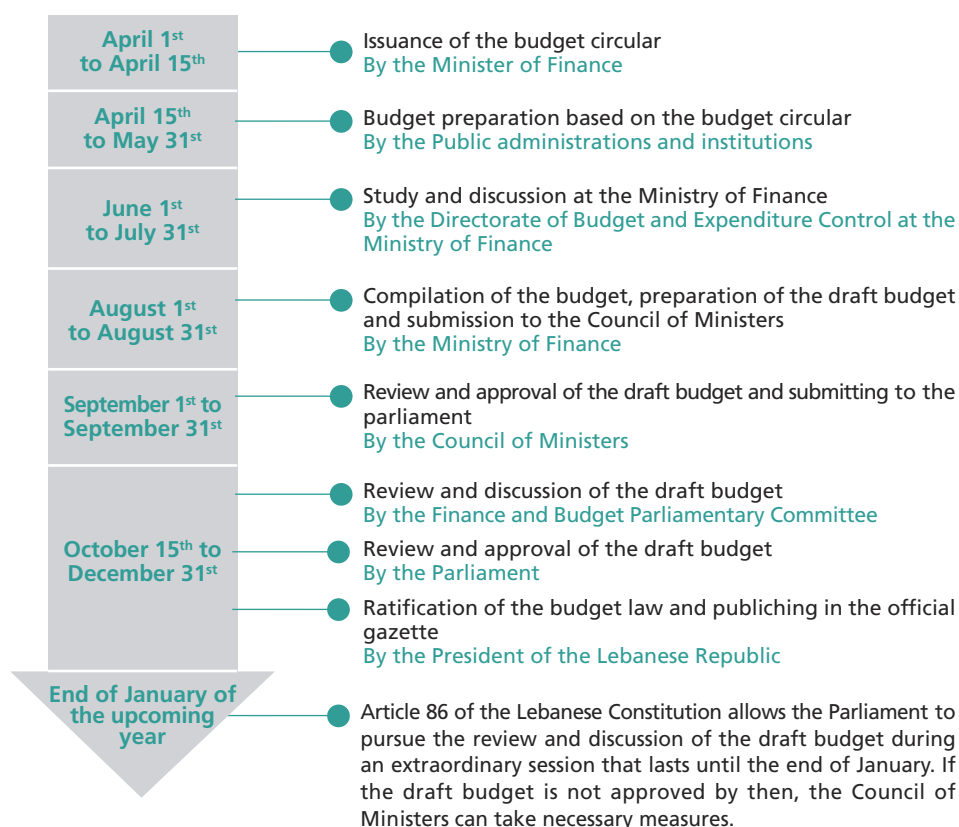 April 1st
to April 15th
Issuance of the budget circular
By the Minister of Finance
April 15th
to May 31st
Budget preparation based on the budget circular
By the Public administrations and institutions
June 1st
to July 31st
Study and discussion at the Ministry of Finance
By the Directorate of Budget and Expenditure Control at the
Ministry of Finance
August 1st
to August 31st
Compilation of the budget, preparation of the draft budget
and submission to the Council of Ministers
By the Ministry of Finance
September 1st to
September 31st
Review and approval of the draft budget and submitting to the
parliament
By the Council of Ministers
October 15th to
December 31st
Review and discussion of the draft budget
By the Finance and Budget Parliamentary Committee
Review and approval of the draft budget
By the Parliament
Ratification of the budget law and publiching in the official
gazette
By the President of the Lebanese Republic
End of January of
the upcoming
year
Article 86 of the Lebanese Constitution allows the Parliament to
pursue the review and discussion of the draft budget during
an extraordinary session that lasts until the end of January. If
the draft budget is not approved by then, the Council of
Ministers can take necessary measures.